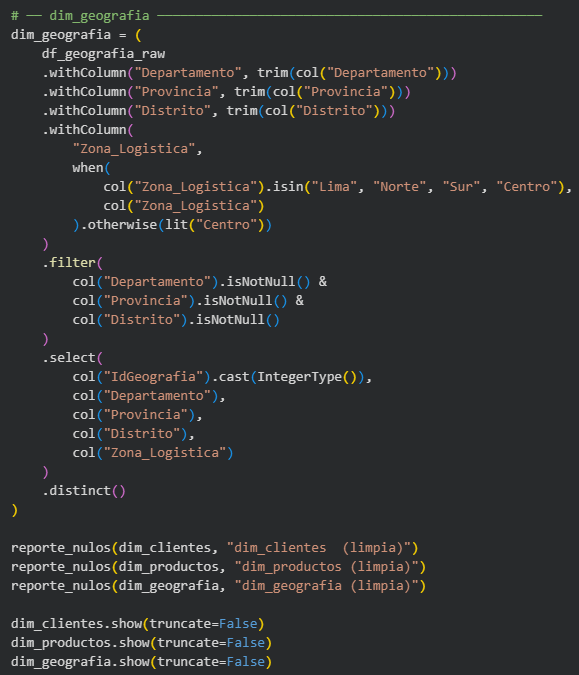 # ── dim_geografia ────────────────────────────────────────────────
dim_geografia = (
    df_geografia_raw
    .withColumn("Departamento", trim(col("Departamento")))
    .withColumn("Provincia", trim(col("Provincia")))
    .withColumn("Distrito", trim(col("Distrito")))
    .withColumn(
        "Zona_Logistica",
        when(
            col("Zona_Logistica").isin("Lima", "Norte", "Sur", "Centro"),
            col("Zona_Logistica")
        ).otherwise(lit("Centro"))
    )
    .filter(
        col("Departamento").isNotNull() &
        col("Provincia").isNotNull() &
        col("Distrito").isNotNull()
    )
    .select(
        col("IdGeografia").cast(IntegerType()),
        col("Departamento"),
        col("Provincia"),
        col("Distrito"),
        col("Zona_Logistica")
    )
    .distinct()
)

reporte_nulos(dim_clientes, "dim_clientes  (limpia)")
reporte_nulos(dim_productos, "dim_productos (limpia)")
reporte_nulos(dim_geografia, "dim_geografia (limpia)")

dim_clientes.show(truncate=False)
dim_productos.show(truncate=False)
dim_geografia.show(truncate=False)